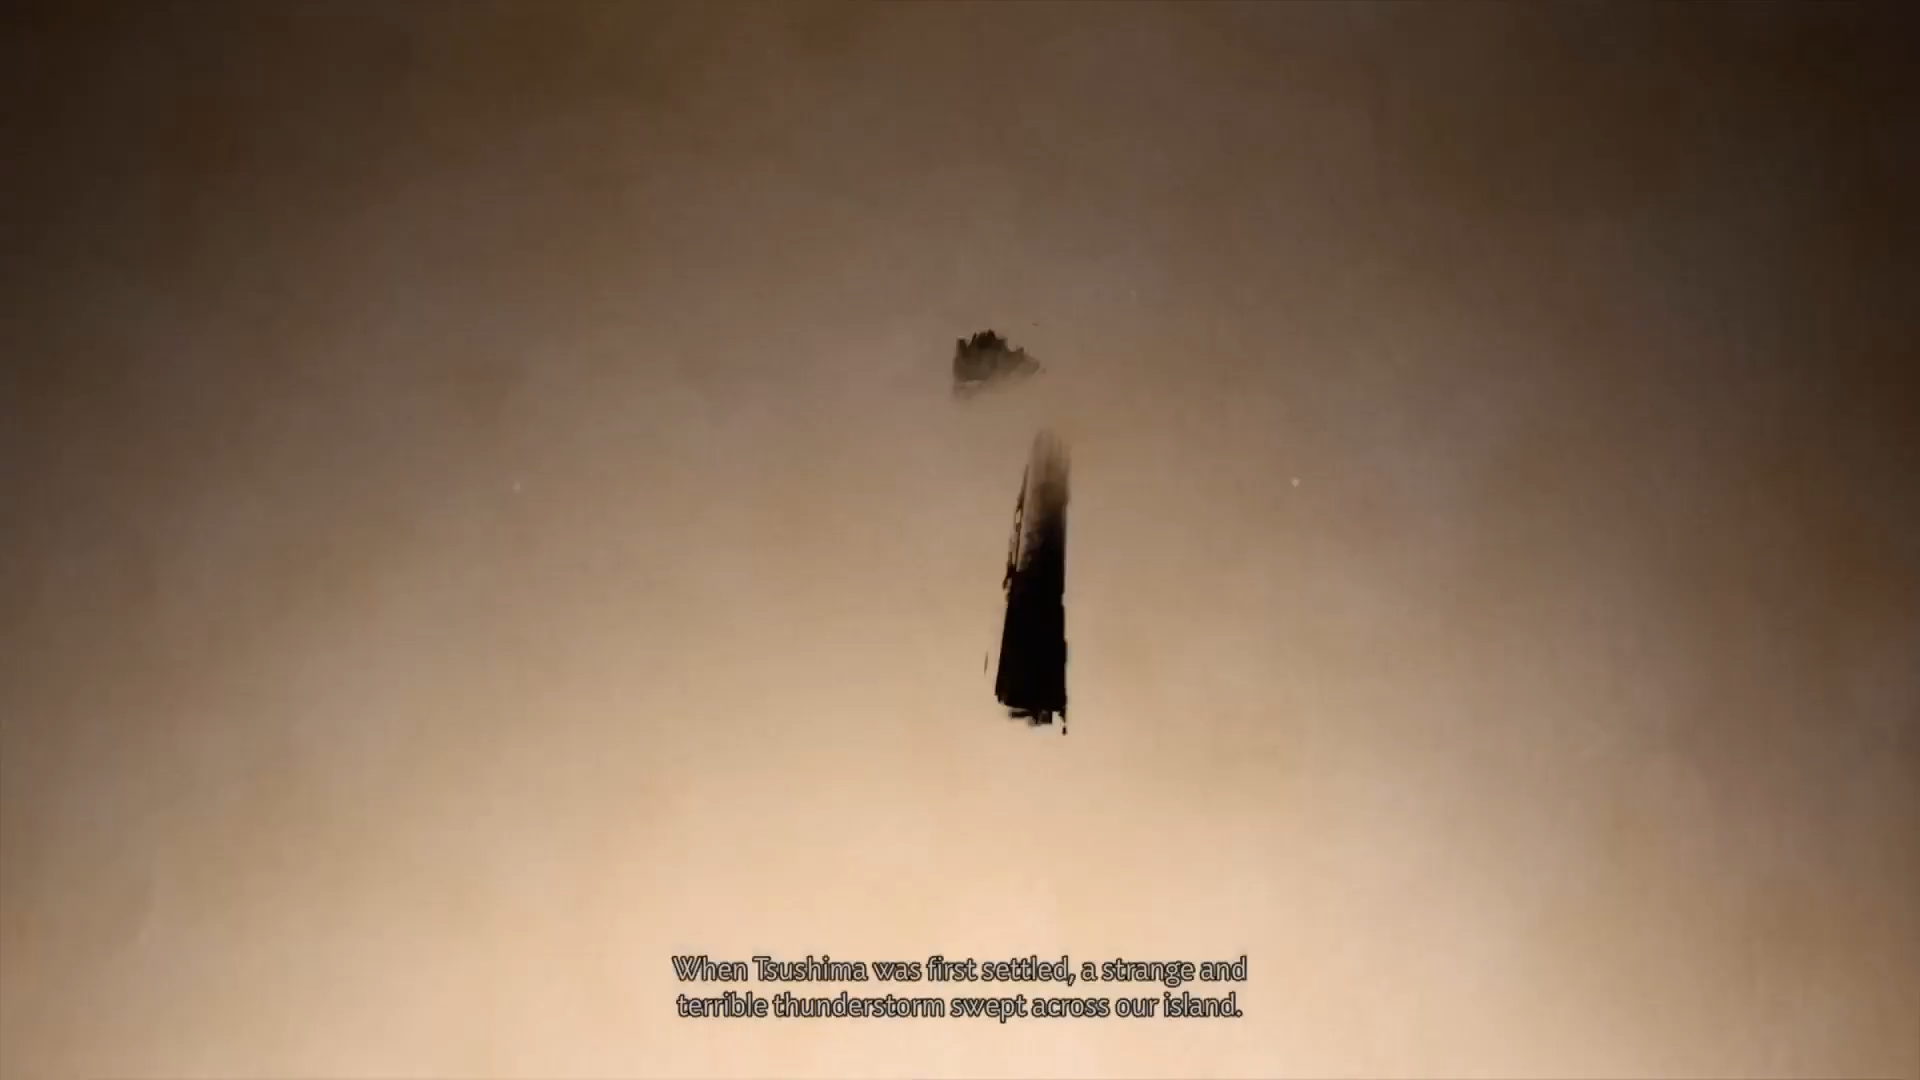 When Tsushima was first settled, a strange and
terrible thunderstorm swept across our island.